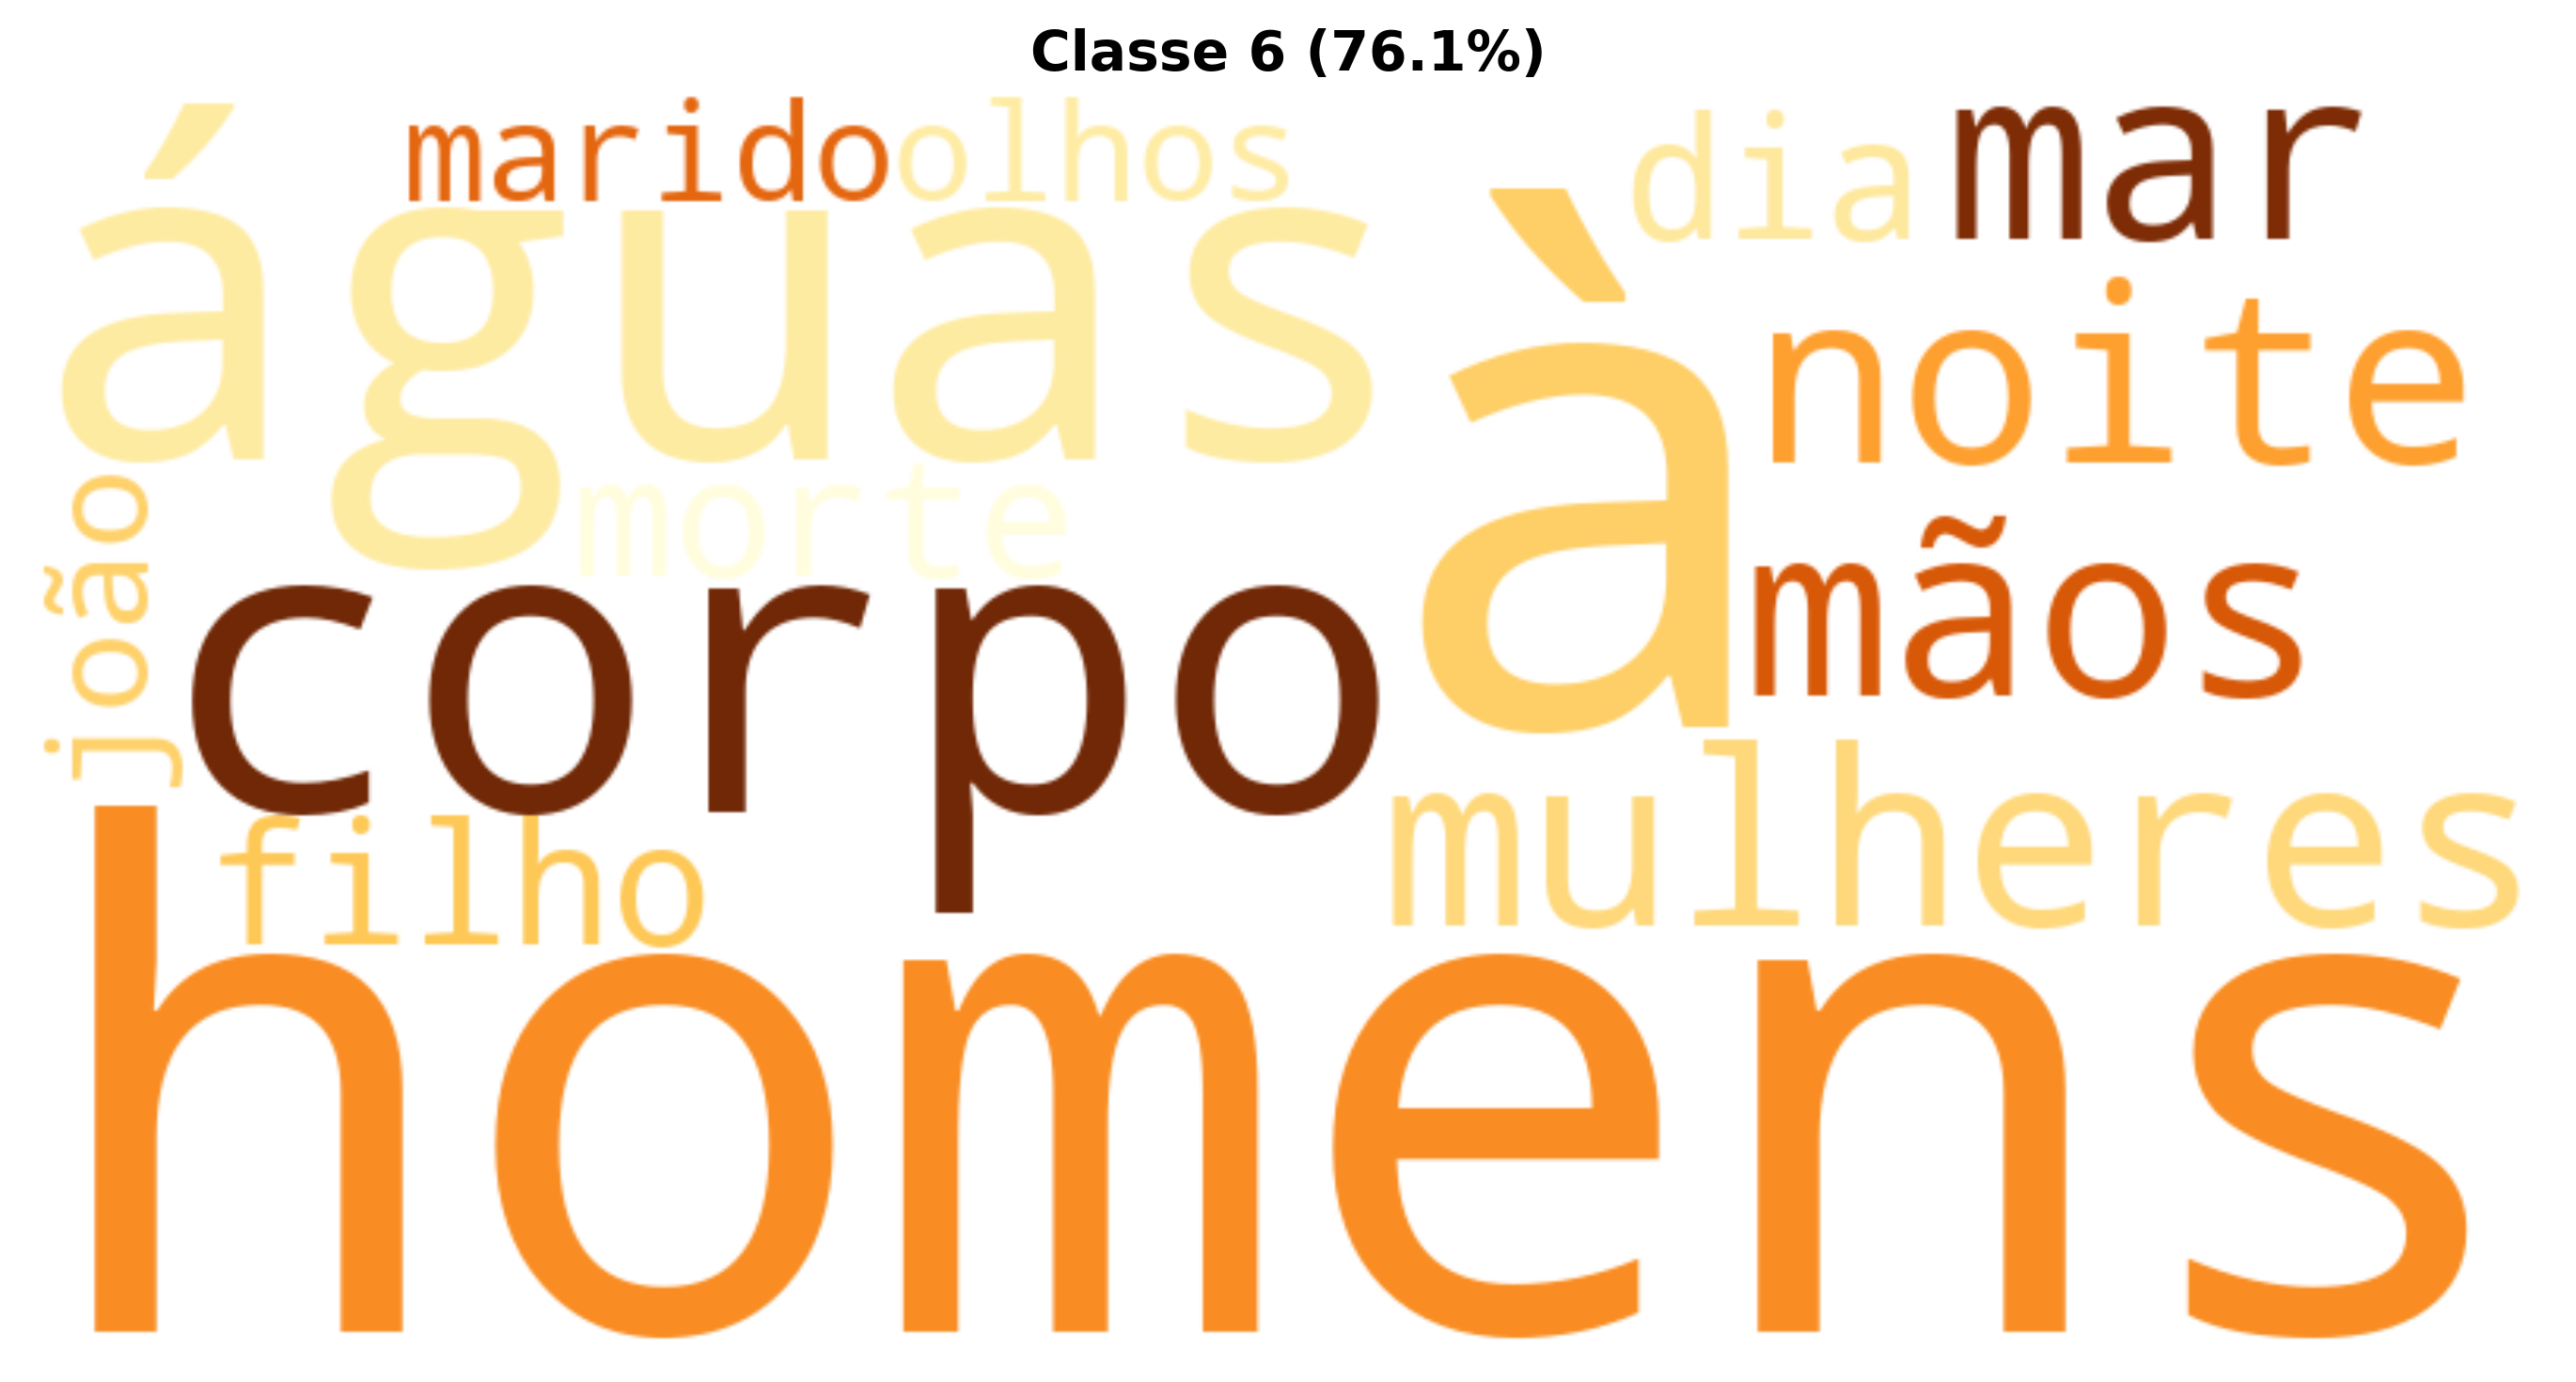 Classe 6 (76.1%)
marido
olhos
dia
mar
águas
à
noite
morte
joão
corpo
mãos
mulheres
filho
homens